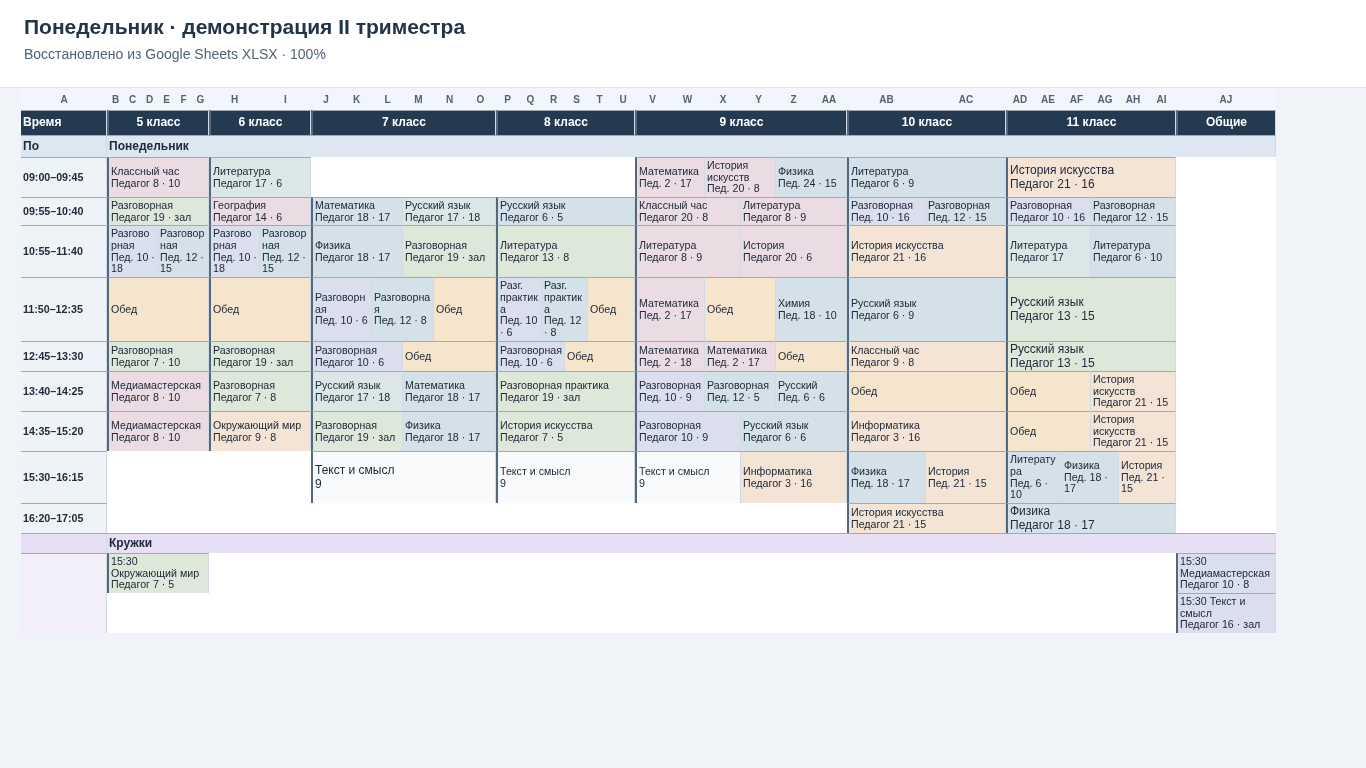 Понедельник · демонстрация II триместра
Восстановлено из Google Sheets XLSX · 100%
A B C D E F G H I J K L M N O P Q R S T U V W X Y Z AA AB AC AD AE AF AG AH AI AJ
Время 5 класс 6 класс 7 класс 8 класс 9 класс 10 класс 11 класс Общие
По Понедельник
09:00–09:45
Классный час
Педагог 8 · 10
Литература
Педагог 17 · 6
Математика
Пед. 2 · 17
История
искусств
Пед. 20 · 8
Физика
Пед. 24 · 15
Литература
Педагог 6 · 9
История искусства
Педагог 21 · 16
09:55–10:40
Разговорная
Педагог 19 · зал
География
Педагог 14 · 6
Математика
Педагог 18 · 17
Русский язык
Педагог 17 · 18
Русский язык
Педагог 6 · 5
Классный час
Педагог 20 · 8
Литература
Педагог 8 · 9
Разговорная
Пед. 10 · 16
Разговорная
Пед. 12 · 15
Разговорная
Педагог 10 · 16
Разговорная
Педагог 12 · 15
10:55–11:40
Разгово
рная
Пед. 10 ·
18
Разговор
ная
Пед. 12 ·
15
Разгово
рная
Пед. 10 ·
18
Разговор
ная
Пед. 12 ·
15
Физика
Педагог 18 · 17
Разговорная
Педагог 19 · зал
Литература
Педагог 13 · 8
Литература
Педагог 8 · 9
История
Педагог 20 · 6
История искусства
Педагог 21 · 16
Литература
Педагог 17
Литература
Педагог 6 · 10
11:50–12:35
Обед
Обед
Разговорн
ая
Пед. 10 · 6
Разговорна
я
Пед. 12 · 8
Обед
Разг.
практик
а
Пед. 10
· 6
Разг.
практик
а
Пед. 12
· 8
Обед
Математика
Пед. 2 · 17
Обед
Химия
Пед. 18 · 10
Русский язык
Педагог 6 · 9
Русский язык
Педагог 13 · 15
12:45–13:30
Разговорная
Педагог 7 · 10
Разговорная
Педагог 19 · зал
Разговорная
Педагог 10 · 6
Обед
Разговорная
Пед. 10 · 6
Обед
Математика
Пед. 2 · 18
Математика
Пед. 2 · 17
Обед
Классный час
Педагог 9 · 8
Русский язык
Педагог 13 · 15
13:40–14:25
Медиамастерская
Педагог 8 · 10
Разговорная
Педагог 7 · 8
Русский язык
Педагог 17 · 18
Математика
Педагог 18 · 17
Разговорная практика
Педагог 19 · зал
Разговорная
Пед. 10 · 9
Разговорная
Пед. 12 · 5
Русский
Пед. 6 · 6
Обед
Обед
История
искусств
Педагог 21 · 15
14:35–15:20
Медиамастерская
Педагог 8 · 10
Окружающий мир
Педагог 9 · 8
Разговорная
Педагог 19 · зал
Физика
Педагог 18 · 17
История искусства
Педагог 7 · 5
Разговорная
Педагог 10 · 9
Русский язык
Педагог 6 · 6
Информатика
Педагог 3 · 16
Обед
История
искусств
Педагог 21 · 15
15:30–16:15
Текст и смысл
9
Текст и смысл
9
Текст и смысл
9
Информатика
Педагог 3 · 16
Физика
Пед. 18 · 17
История
Пед. 21 · 15
Литерату
ра
Пед. 6 ·
10
Физика
Пед. 18 ·
17
История
Пед. 21 ·
15
16:20–17:05
История искусства
Педагог 21 · 15
Физика
Педагог 18 · 17
Кружки
15:30
Окружающий мир
Педагог 7 · 5
15:30
Медиамастерская
Педагог 10 · 8
15:30 Текст и
смысл
Педагог 16 · зал